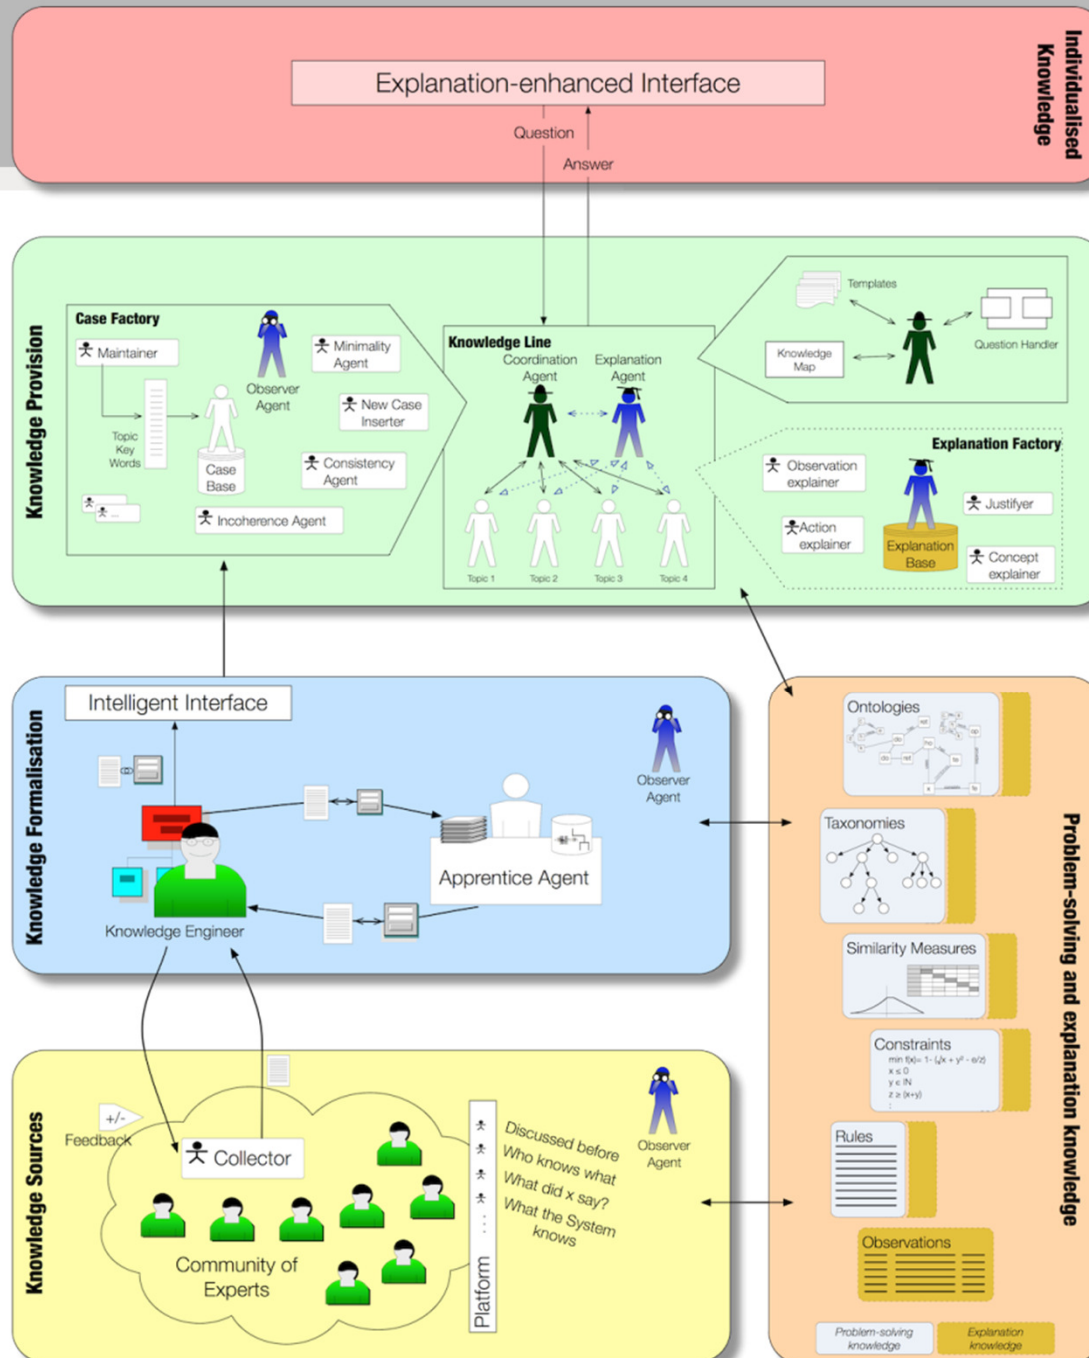 Individualised
Knowledge
Explanation-enhanced Interface
Question
Answer
Knowledge Provision
Case Factory
Maintainer
Topic
Key
Words
...
Case
Base
Observer
Agent
Minimality
Agent
New Case
Inserter
Consistency
Agent
Incoherence Agent
Knowledge Line
Coordination
Agent
Explanation
Agent
Topic 1
Topic 2
Topic 3
Topic 4
Templates
Knowledge
Map
Question Handler
Explanation Factory
Observation
explainer
Action
explainer
Explanation
Base
Justifyer
Concept
explainer
Knowledge Formalisation
Intelligent Interface
Knowledge Engineer
Apprentice Agent
Observer
Agent
Knowledge Sources
+/-
Feedback
Collector
Community of
Experts
Platform
Discussed before
Who knows what
What did x say?
What the System
knows
Observer
Agent
Problem-solving and explanation knowledge
Ontologies
Taxonomies
Similarity Measures
Constraints
x ≤ 0
y ∈ IN
z ≥ (x+y)
:
Rules
Observations
Problem-solving
knowledge
Explanation
knowledge